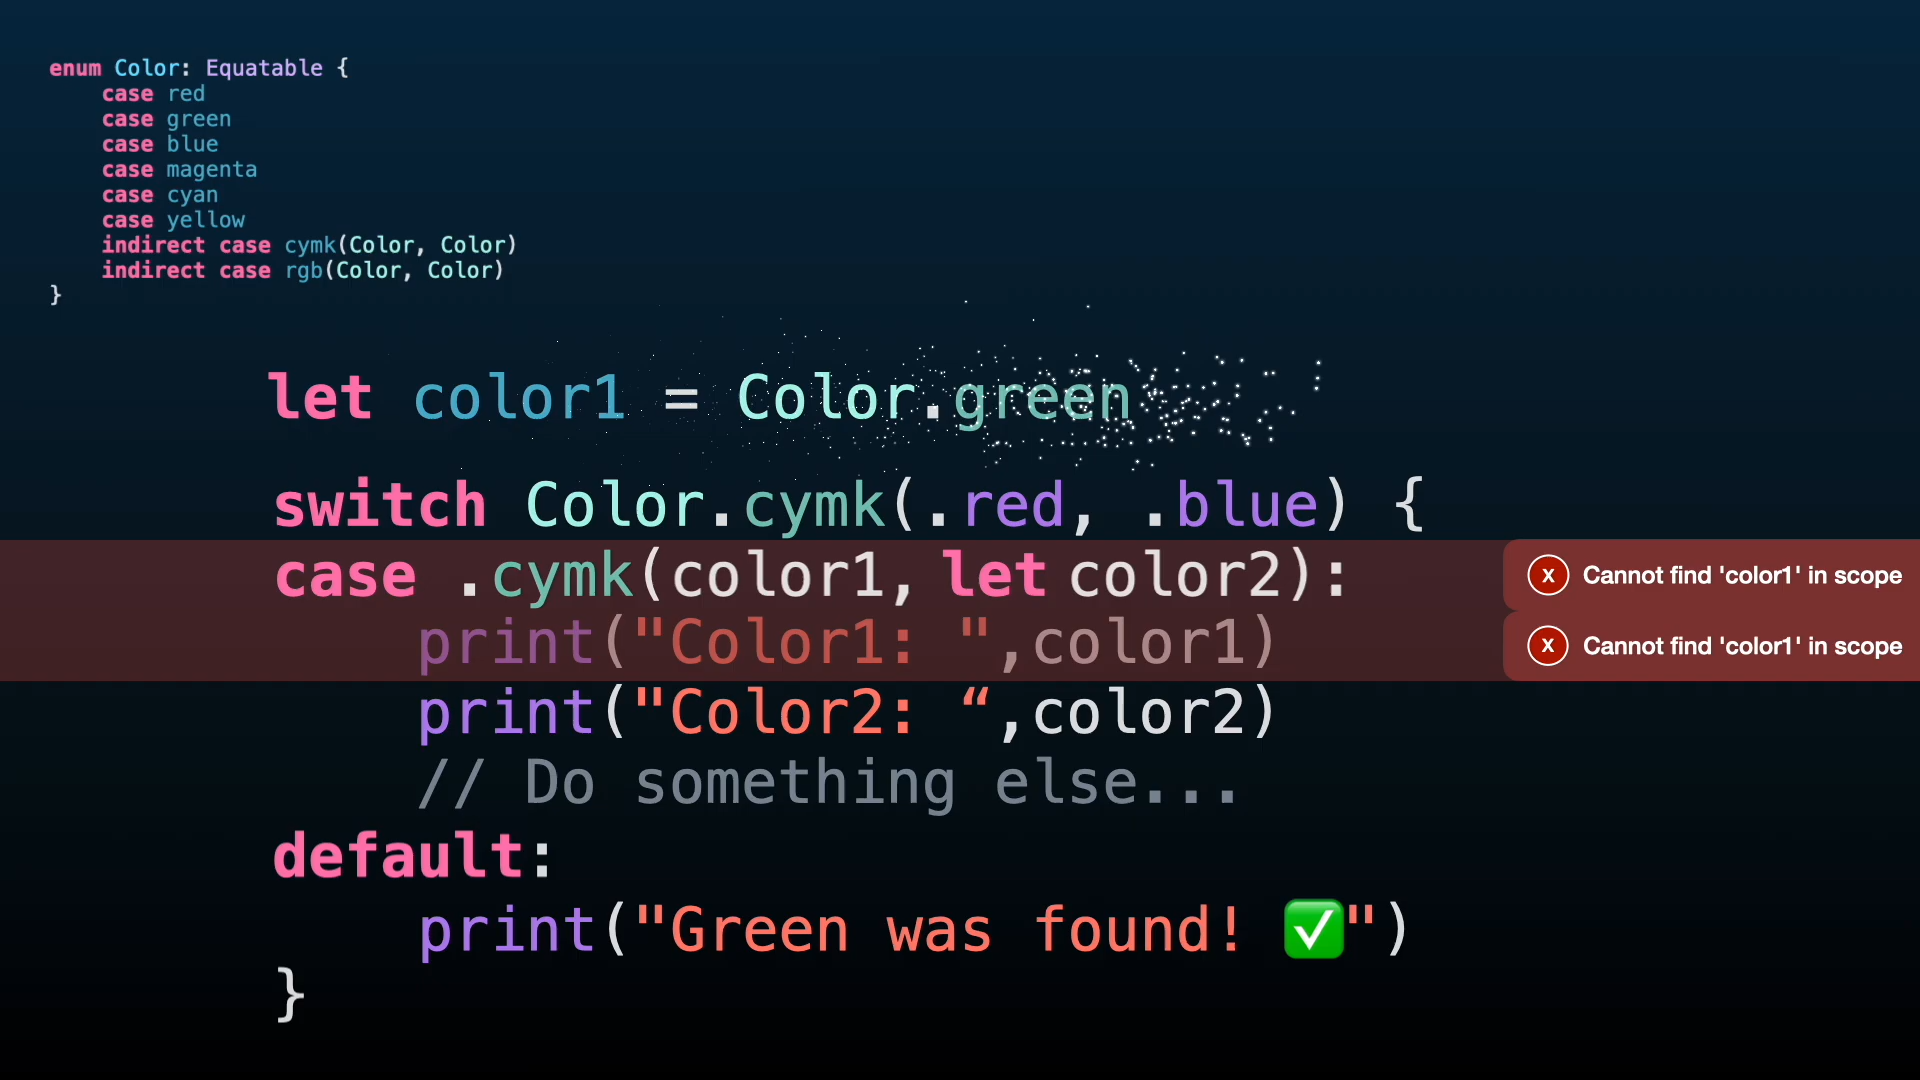 enum Color: Equatable {
case red
case green
case blue
case magenta
case cyan
case yellow
indirect case cymk(Color, Color)
indirect case rgb(Color, Color)
}
let color1 = Color.green
switch Color.cymk(.red, .blue) {
case .cymk(color1, let color2):
X Cannot find 'color1' in scope
print("Color1: ",color1)
X Cannot find 'color1' in scope
print("Color2: “,color2)
// Do something else...
default:
print("Green was found! ✅")
}